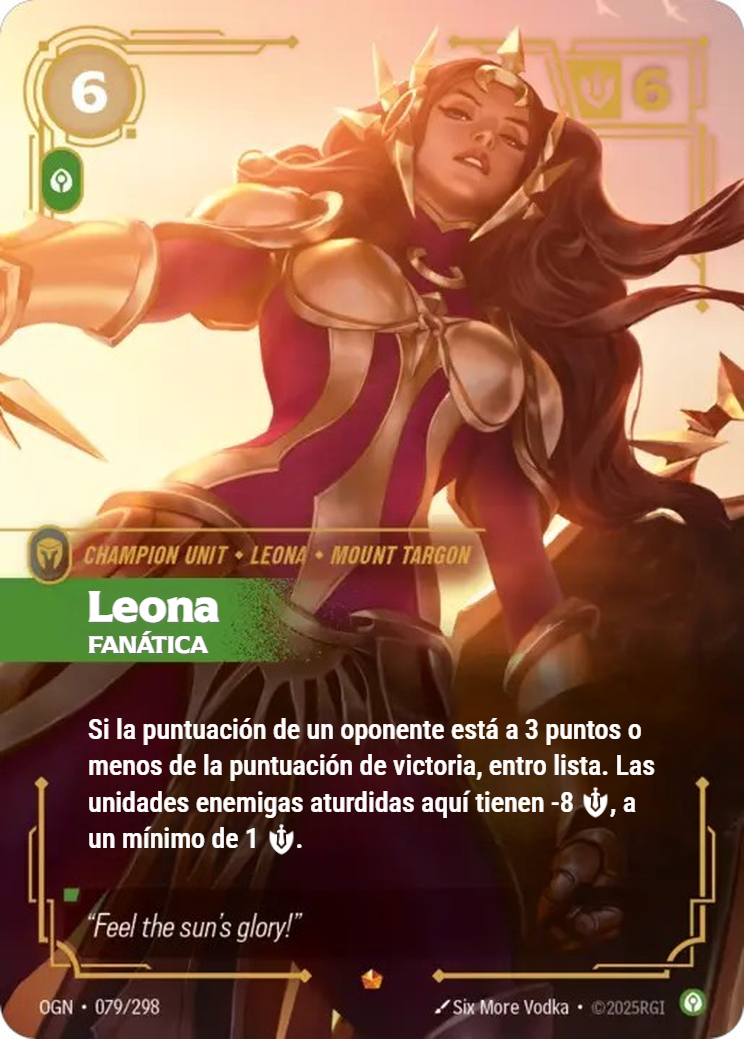 6
6
CHAMPION UNIT • LEONA • MOUNT TARGON
Leona
FANÁTICA
Si la puntuación de un oponente está a 3 puntos o
menos de la puntuación de victoria, entro lista. Las
unidades enemigas aturdidas aquí tienen -8 , a
un mínimo de 1 .
“Feel the sun’s glory!”
OGN • 079/298
Six More Vodka • ©2025RGI